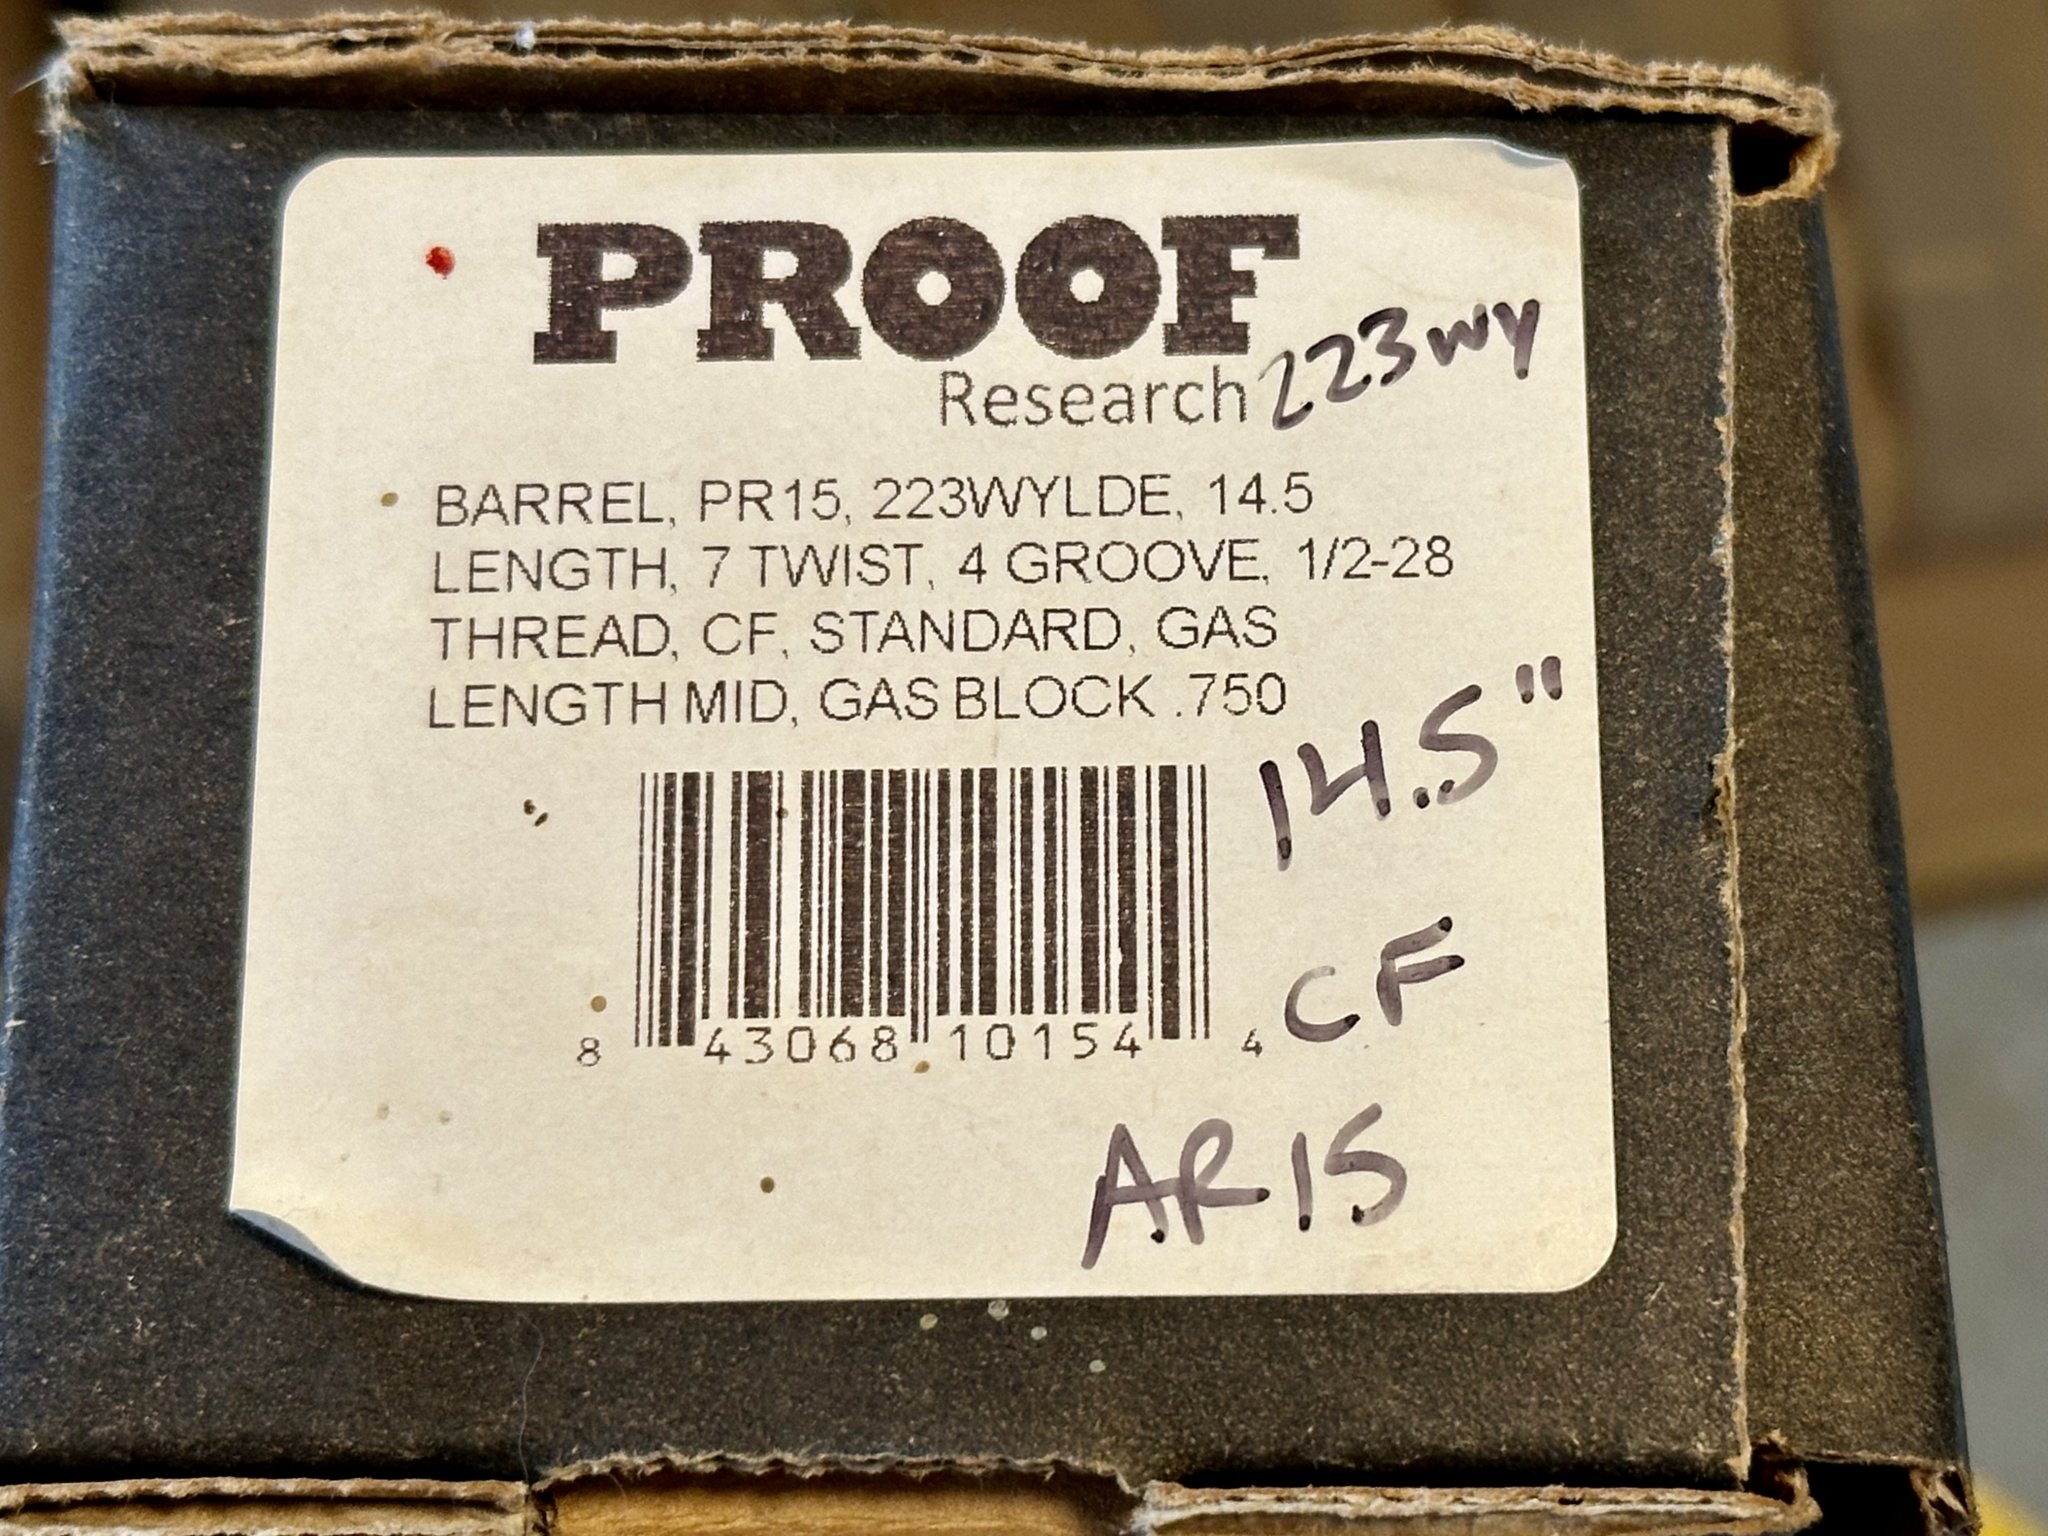 PROOF
Research
223wy
BARREL, PR15, 223WYLDE, 14.5
LENGTH, 7 TWIST, 4 GROOVE, 1/2-28
THREAD, CF, STANDARD, GAS
LENGTH MID, GAS BLOCK .750
14.5"
8 43068 10154 4
CF
AR15